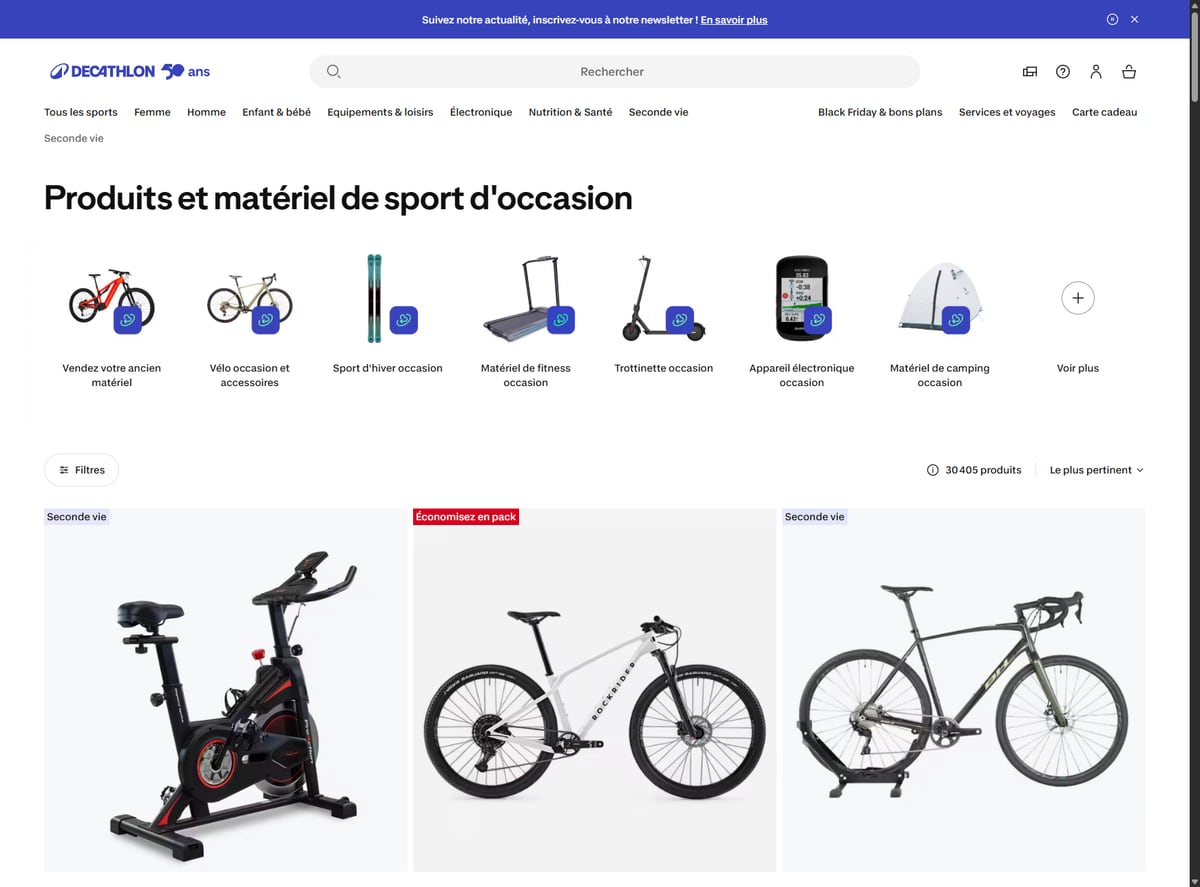 Suivez notre actualité, inscrivez-vous à notre newsletter ! En savoir plus
DECATHLON 50 ans
Rechercher
Tous les sports Femme Homme Enfant & bébé Equipements & loisirs Électronique Nutrition & Santé Seconde vie Black Friday & bons plans Services et voyages Carte cadeau
Seconde vie
Produits et matériel de sport d'occasion
Vendez votre ancien
matériel
Vélo occasion et
accessoires
Sport d'hiver occasion
Matériel de fitness
occasion
Trottinette occasion
Appareil électronique
occasion
Matériel de camping
occasion
Voir plus
Filtres
30 405 produits
Le plus pertinent
Seconde vie
Économisez en pack
Seconde vie
ROCKRIDER
BH